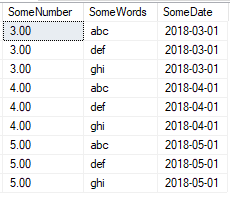 SomeNumber SomeWords SomeDate
3.00 abc 2018-03-01
3.00 def 2018-03-01
3.00 ghi 2018-03-01
4.00 abc 2018-04-01
4.00 def 2018-04-01
4.00 ghi 2018-04-01
5.00 abc 2018-05-01
5.00 def 2018-05-01
5.00 ghi 2018-05-01